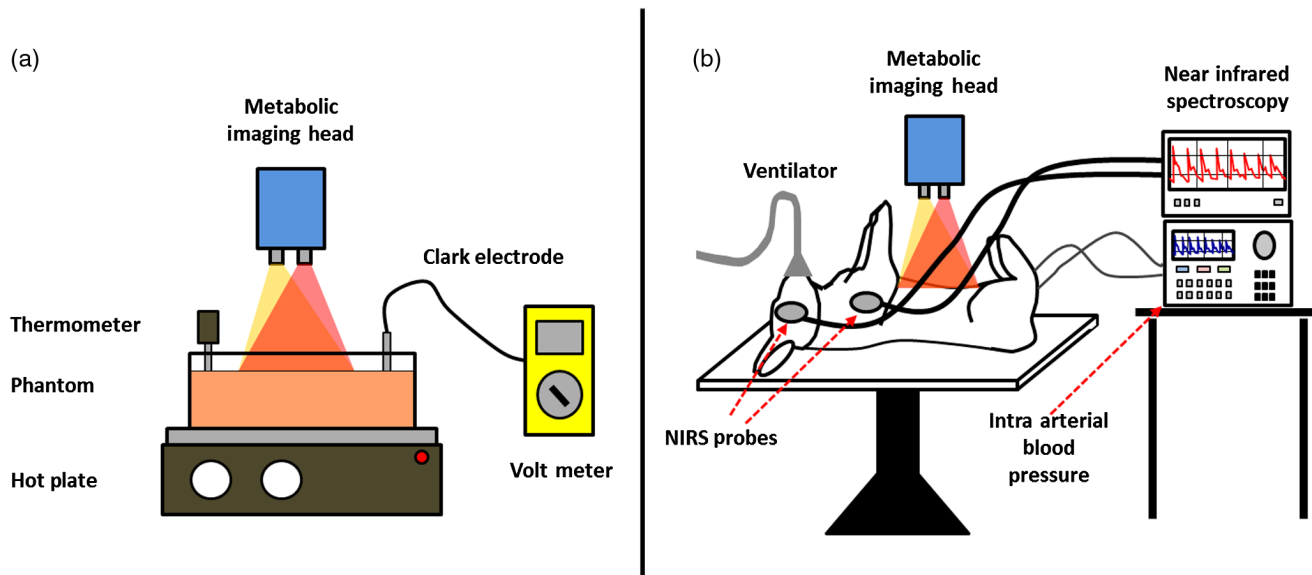 (a)
Metabolic
imaging head
Clark electrode
Thermometer
Phantom
Hot plate
Volt meter
(b)
Metabolic
imaging head
Near infrared
spectroscopy
Ventilator
NIRS probes
Intra arterial
blood
pressure